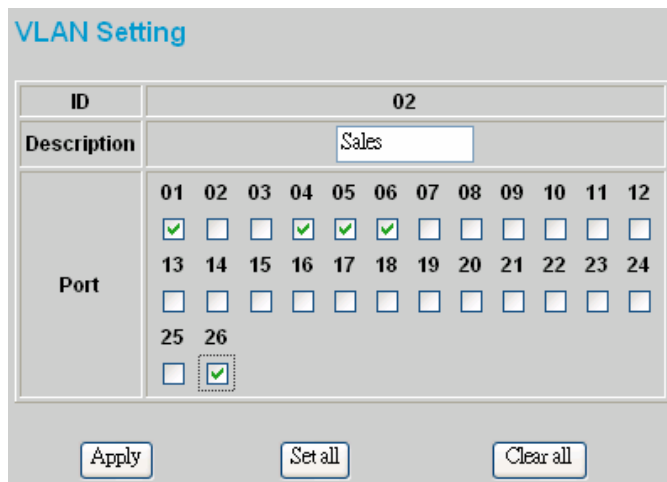 VLAN Setting
ID 02
Description Sales
Port
01 02 03 04 05 06 07 08 09 10 11 12
13 14 15 16 17 18 19 20 21 22 23 24
25 26
Apply Set all Clear all